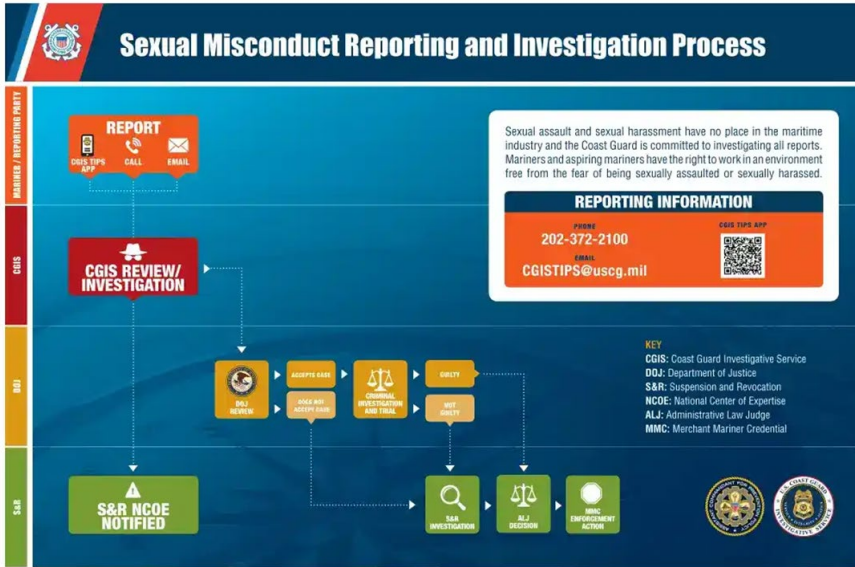 Sexual Misconduct Reporting and Investigation Process
MARINER / REPORTING PARTY
REPORT
CGIS TIPS
APP
CALL
EMAIL
Sexual assault and sexual harassment have no place in the maritime
industry and the Coast Guard is committed to investigating all reports.
Mariners and aspiring mariners have the right to work in an environment
free from the fear of being sexually assaulted or sexually harassed.
REPORTING INFORMATION
PHONE
202-372-2100
EMAIL
CGISTIPS@uscg.mil
CGIS TIPS APP
CGIS
CGIS REVIEW/
INVESTIGATION
DOJ
DOJ
REVIEW
ACCEPTS CASE
DOES NOT
ACCEPT CASE
CRIMINAL
INVESTIGATION
AND TRIAL
GUILTY
NOT
GUILTY
KEY
CGIS: Coast Guard Investigative Service
DOJ: Department of Justice
S&R: Suspension and Revocation
NCOE: National Center of Expertise
ALJ: Administrative Law Judge
MMC: Merchant Mariner Credential
S&R
S&R NCOE
NOTIFIED
S&R
INVESTIGATION
ALJ
DECISION
MMC
ENFORCEMENT
ACTION
U.S. COAST GUARD
INVESTIGATIVE SERVICE